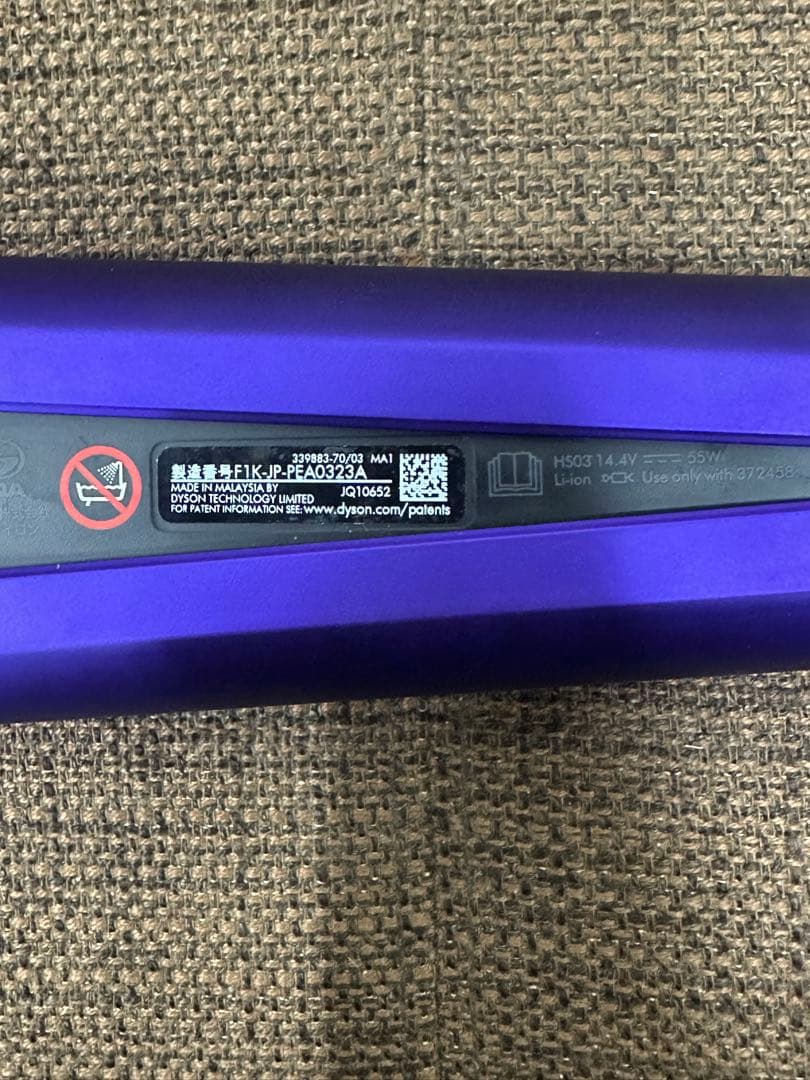 339883-70/03 MA1
製造番号F1K-JP-PEA0323A
MADE IN MALAYSIA BY
DYSON TECHNOLOGY LIMITED JQ10652
FOR PATENT INFORMATION SEE: www.dyson.com/patents
HS03 14.4V 55W
Li-ion Use only with 372458